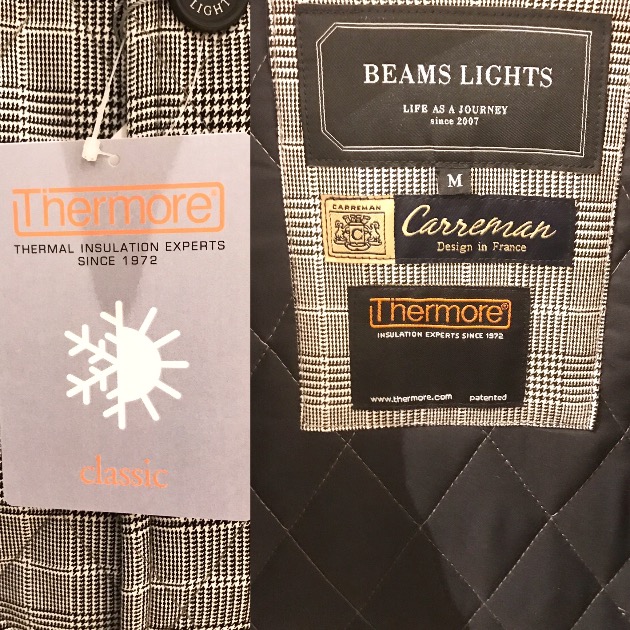 LIGHT
Thermore
THERMAL INSULATION EXPERTS
SINCE 1972
classic
BEAMS LIGHTS
LIFE AS A JOURNEY
since 2007
M
CARREMAN
C
Carreman
Design in France
Thermore®
INSULATION EXPERTS SINCE 1972
www.thermore.com patented